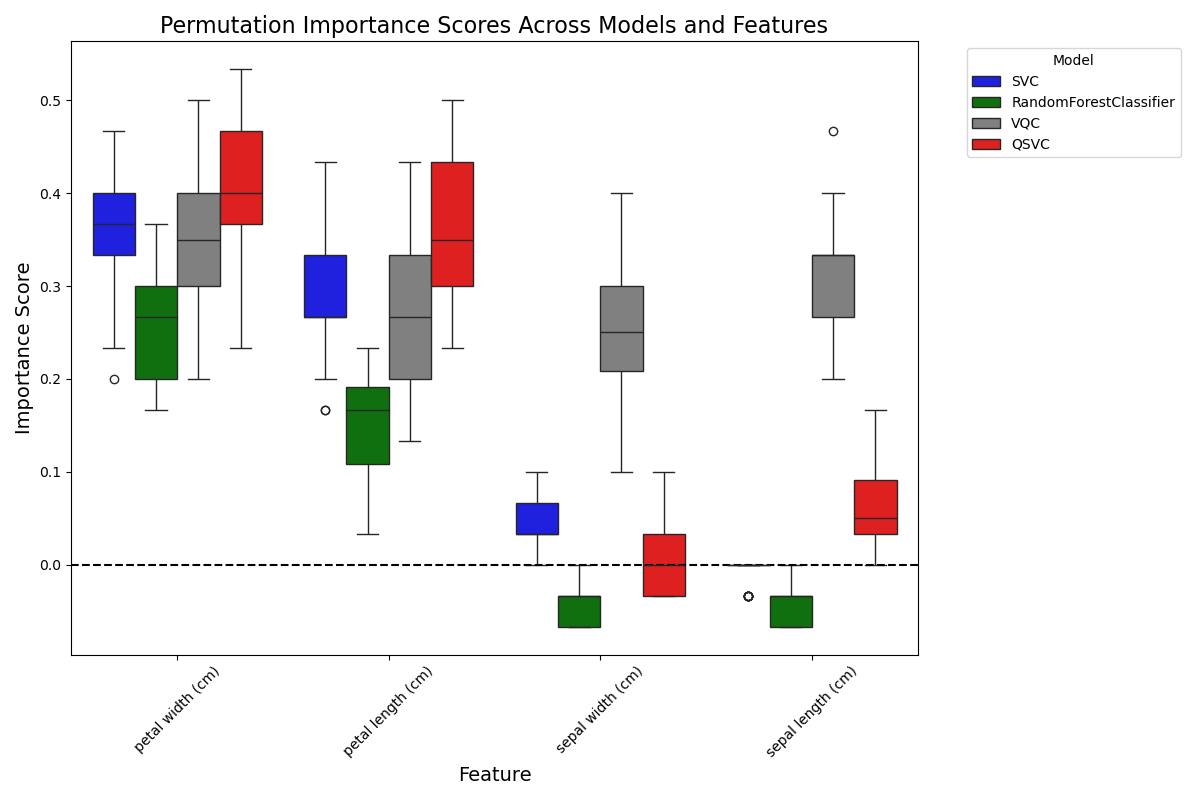 Permutation Importance Scores Across Models and Features
Model
SVC
RandomForestClassifier
VQC
QSVC
Importance Score
0.5
0.4
0.3
0.2
0.1
0.0
petal width (cm)
petal length (cm)
sepal width (cm)
sepal length (cm)
Feature